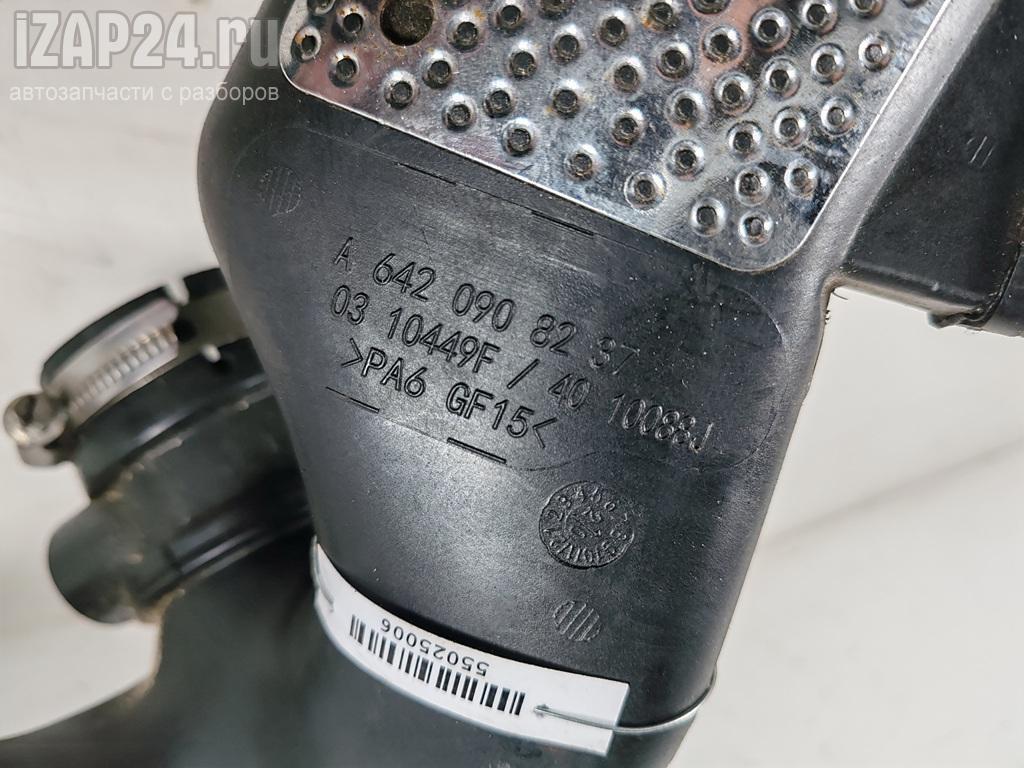 iZAP24.ru
автозапчасти с разборов
A 642 090 82 37
03 10449F / 40 10088J
>PA6 GF15<
55025006